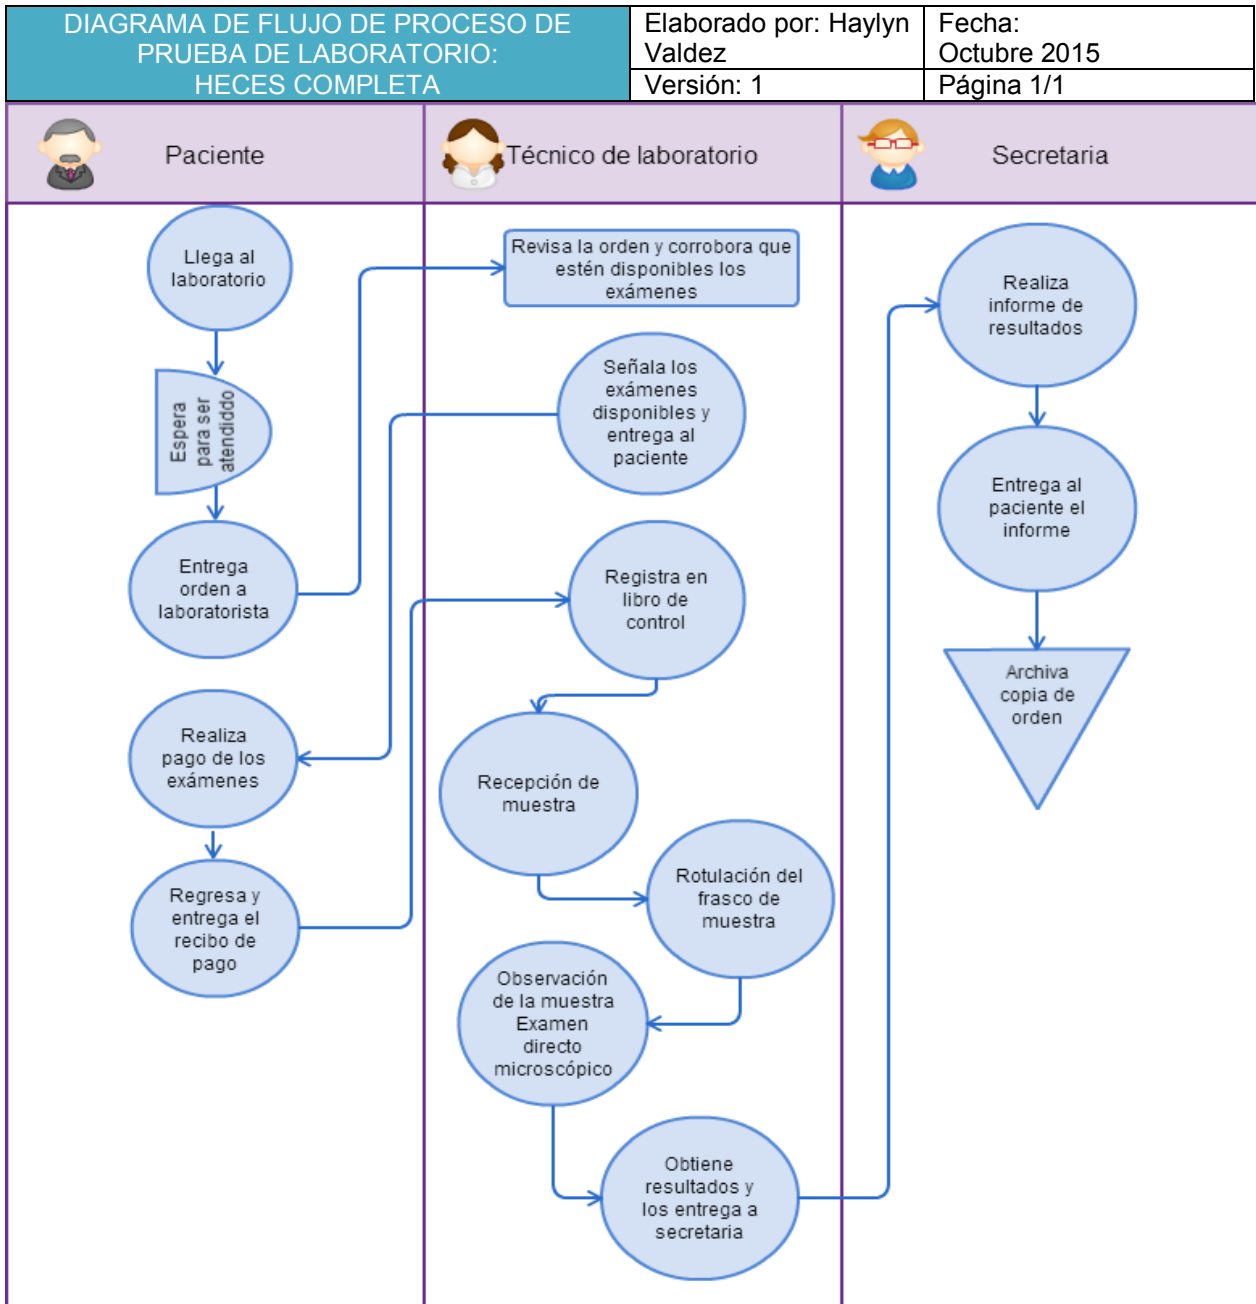 DIAGRAMA DE FLUJO DE PROCESO DE
PRUEBA DE LABORATORIO:
HECES COMPLETA
Elaborado por: Haylyn
Valdez
Fecha:
Octubre 2015
Versión: 1
Página 1/1
Paciente
Técnico de laboratorio
Secretaria
Llega al
laboratorio
Espera
para ser
atendiddo
Entrega
orden a
laboratorista
Realiza
pago de los
exámenes
Regresa y
entrega el
recibo de
pago
Revisa la orden y corrobora que
estén disponibles los
exámenes
Señala los
exámenes
disponibles y
entrega al
paciente
Registra en
libro de
control
Recepción de
muestra
Rotulación del
frasco de
muestra
Observación
de la muestra
Examen
directo
microscópico
Obtiene
resultados y
los entrega a
secretaria
Realiza
informe de
resultados
Entrega al
paciente el
informe
Archiva
copia de
orden